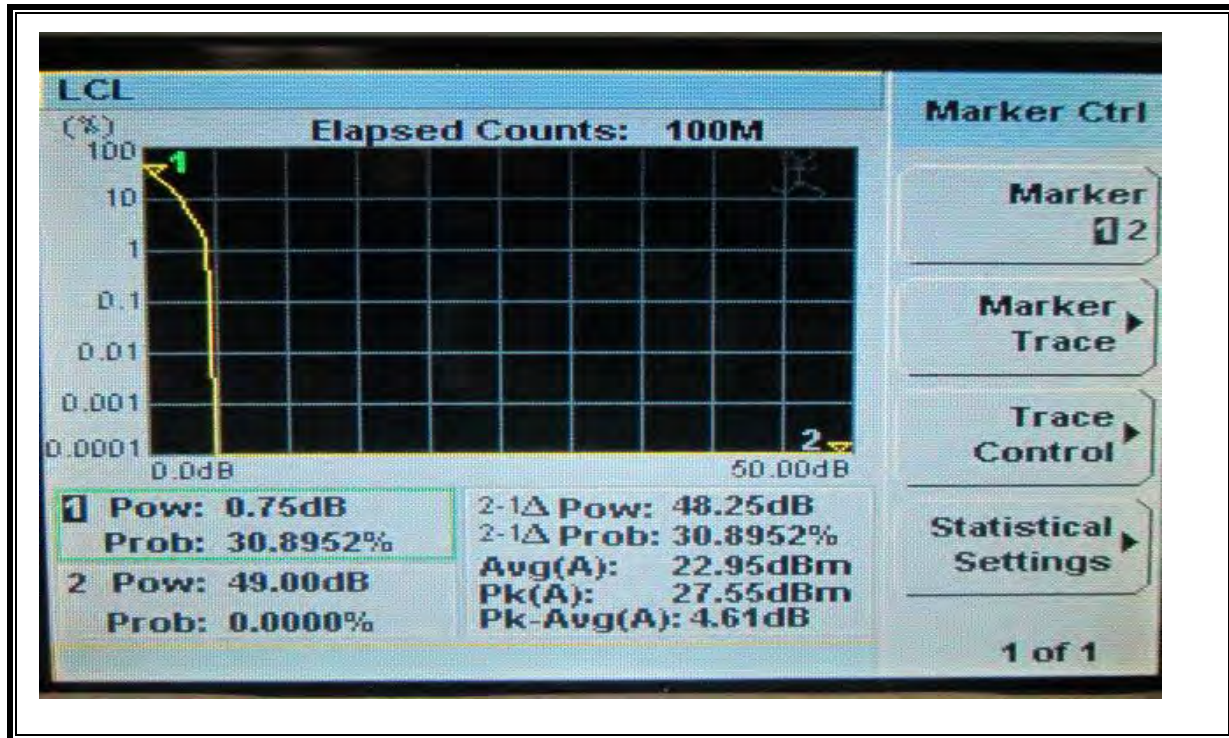 LCL
(%)
Elapsed Counts: 100M
100
10
1
0.1
0.01
0.001
0.0001
1
2
0.0dB
50.00dB
1 Pow: 0.75dB
Prob: 30.8952%
2 Pow: 49.00dB
Prob: 0.0000%
2-1Δ Pow: 48.25dB
2-1Δ Prob: 30.8952%
Avg(A): 22.95dBm
Pk(A): 27.55dBm
Pk-Avg(A): 4.61dB
Marker Ctrl
Marker
1 2
Marker
Trace
Trace
Control
Statistical
Settings
1 of 1